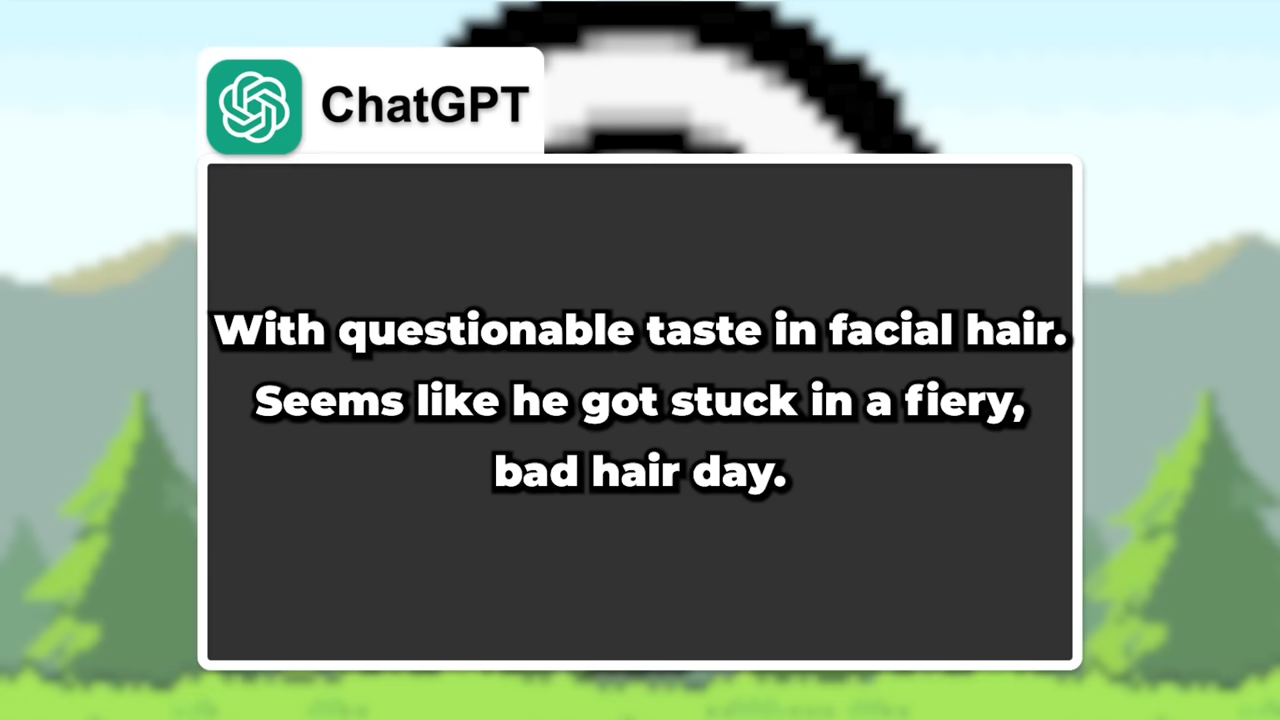 ChatGPT
With questionable taste in facial hair.
Seems like he got stuck in a fiery,
bad hair day.